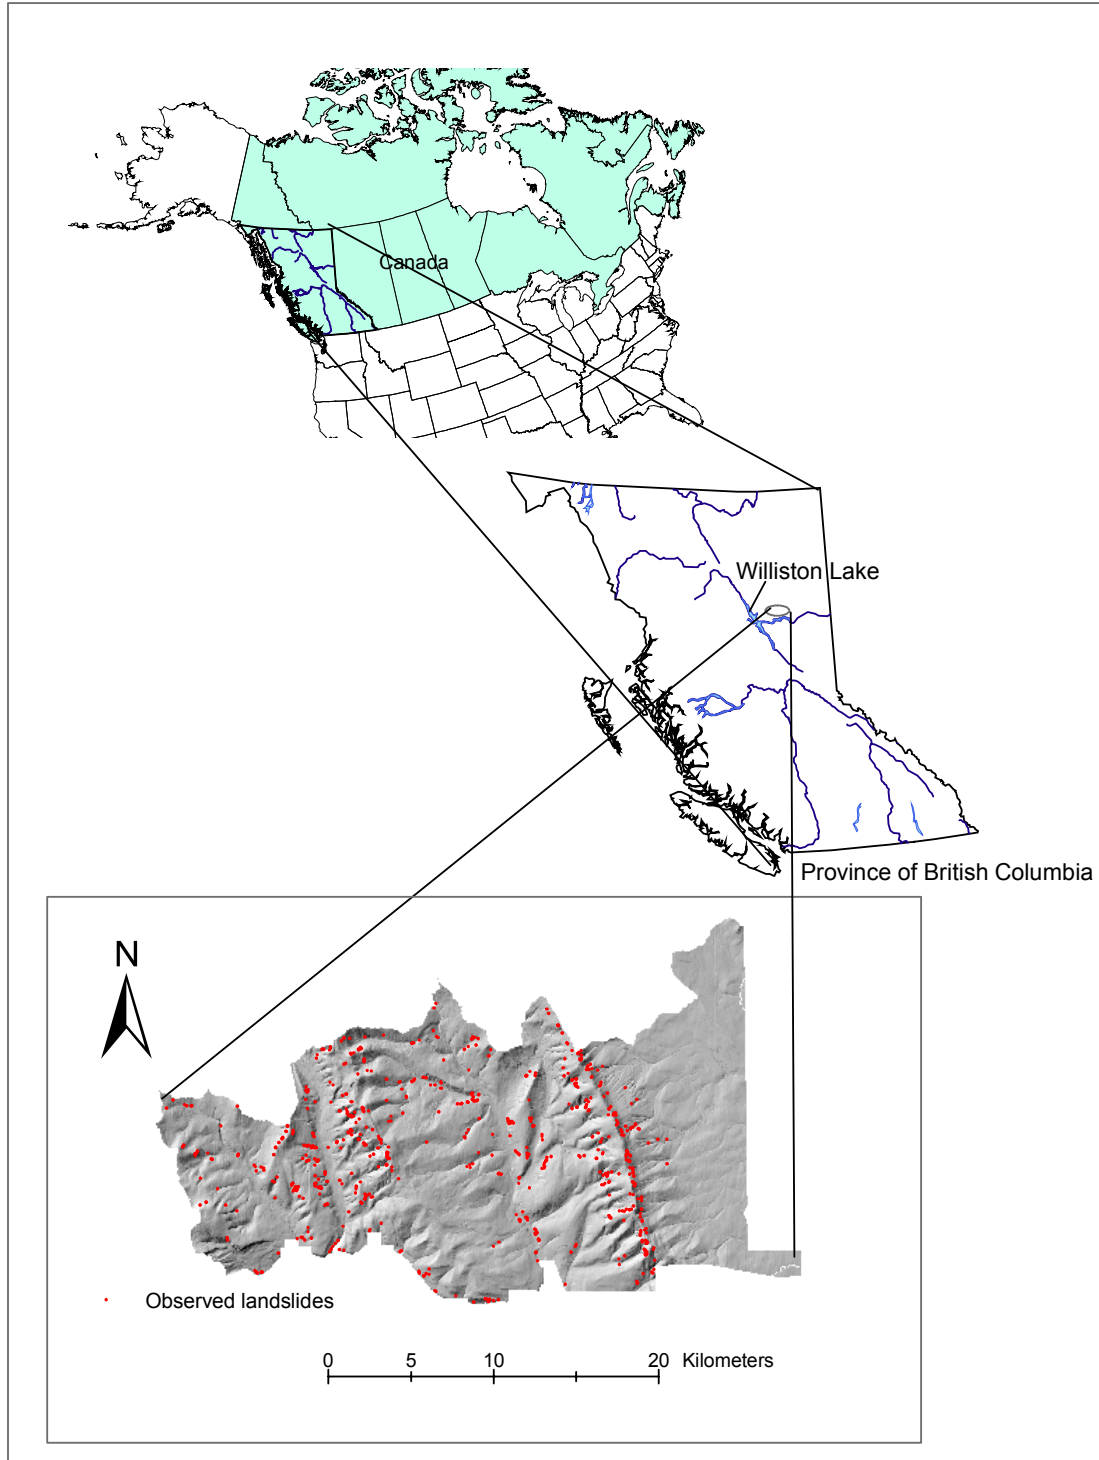 Canada
Williston Lake
Province of British Columbia
N
Observed landslides
0 5 10 20 Kilometers